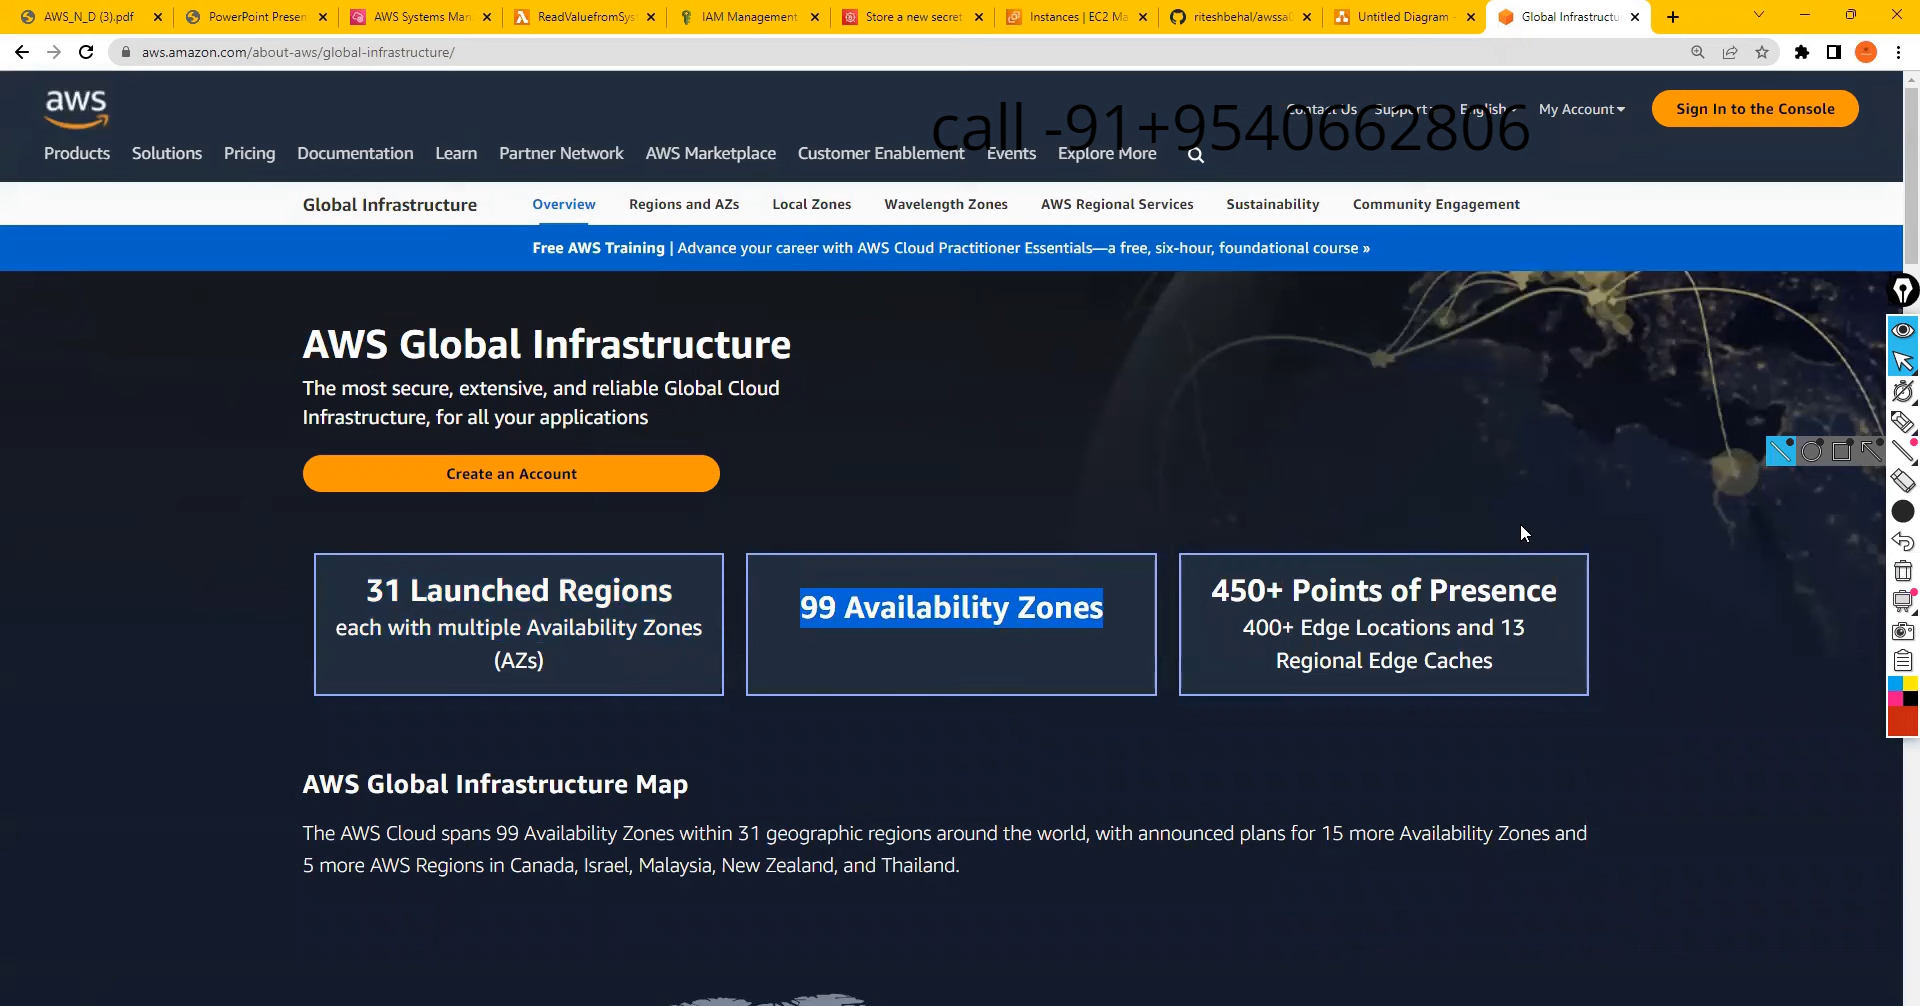 AWS_N_D (3).pdf
PowerPoint Presen
AWS Systems Man
ReadValuefromSyst
IAM Management
Store a new secret
Instances | EC2 Ma
riteshbehal/awssa
Untitled Diagram
Global Infrastructu
aws.amazon.com/about-aws/global-infrastructure/
aws
call -91+9540662806
Contact Us Support English My Account
Sign In to the Console
Products Solutions Pricing Documentation Learn Partner Network AWS Marketplace Customer Enablement Events Explore More
Global Infrastructure
Overview Regions and AZs Local Zones Wavelength Zones AWS Regional Services Sustainability Community Engagement
Free AWS Training | Advance your career with AWS Cloud Practitioner Essentials—a free, six-hour, foundational course »
AWS Global Infrastructure
The most secure, extensive, and reliable Global Cloud
Infrastructure, for all your applications
Create an Account
31 Launched Regions
each with multiple Availability Zones
(AZs)
99 Availability Zones
450+ Points of Presence
400+ Edge Locations and 13
Regional Edge Caches
AWS Global Infrastructure Map
The AWS Cloud spans 99 Availability Zones within 31 geographic regions around the world, with announced plans for 15 more Availability Zones and
5 more AWS Regions in Canada, Israel, Malaysia, New Zealand, and Thailand.